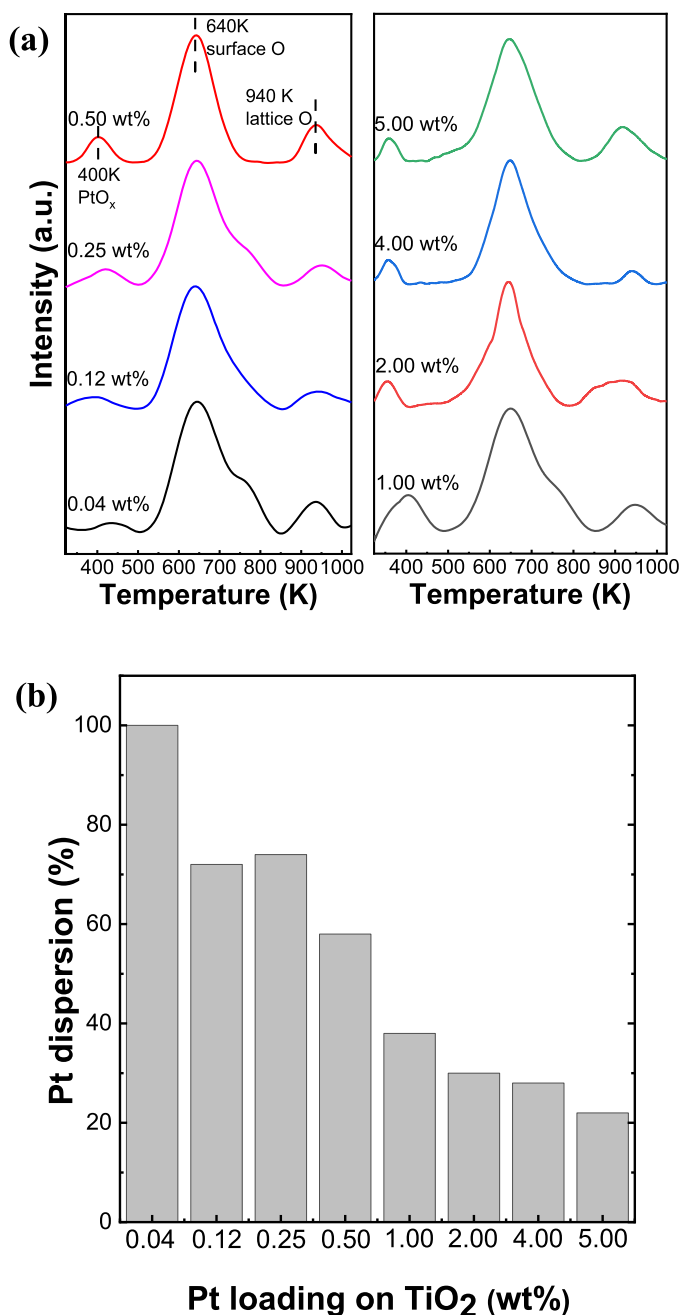 (a)
640K
surface O
940 K
lattice O
0.50 wt%
400K
PtOₓ
0.25 wt%
0.12 wt%
0.04 wt%
5.00 wt%
4.00 wt%
2.00 wt%
1.00 wt%
Intensity (a.u.)
400 500 600 700 800 900 1000
400 500 600 700 800 900 1000
Temperature (K)
Temperature (K)
(b)
100
80
60
40
20
0
Pt dispersion (%)
0.04 0.12 0.25 0.50 1.00 2.00 4.00 5.00
Pt loading on TiO₂ (wt%)